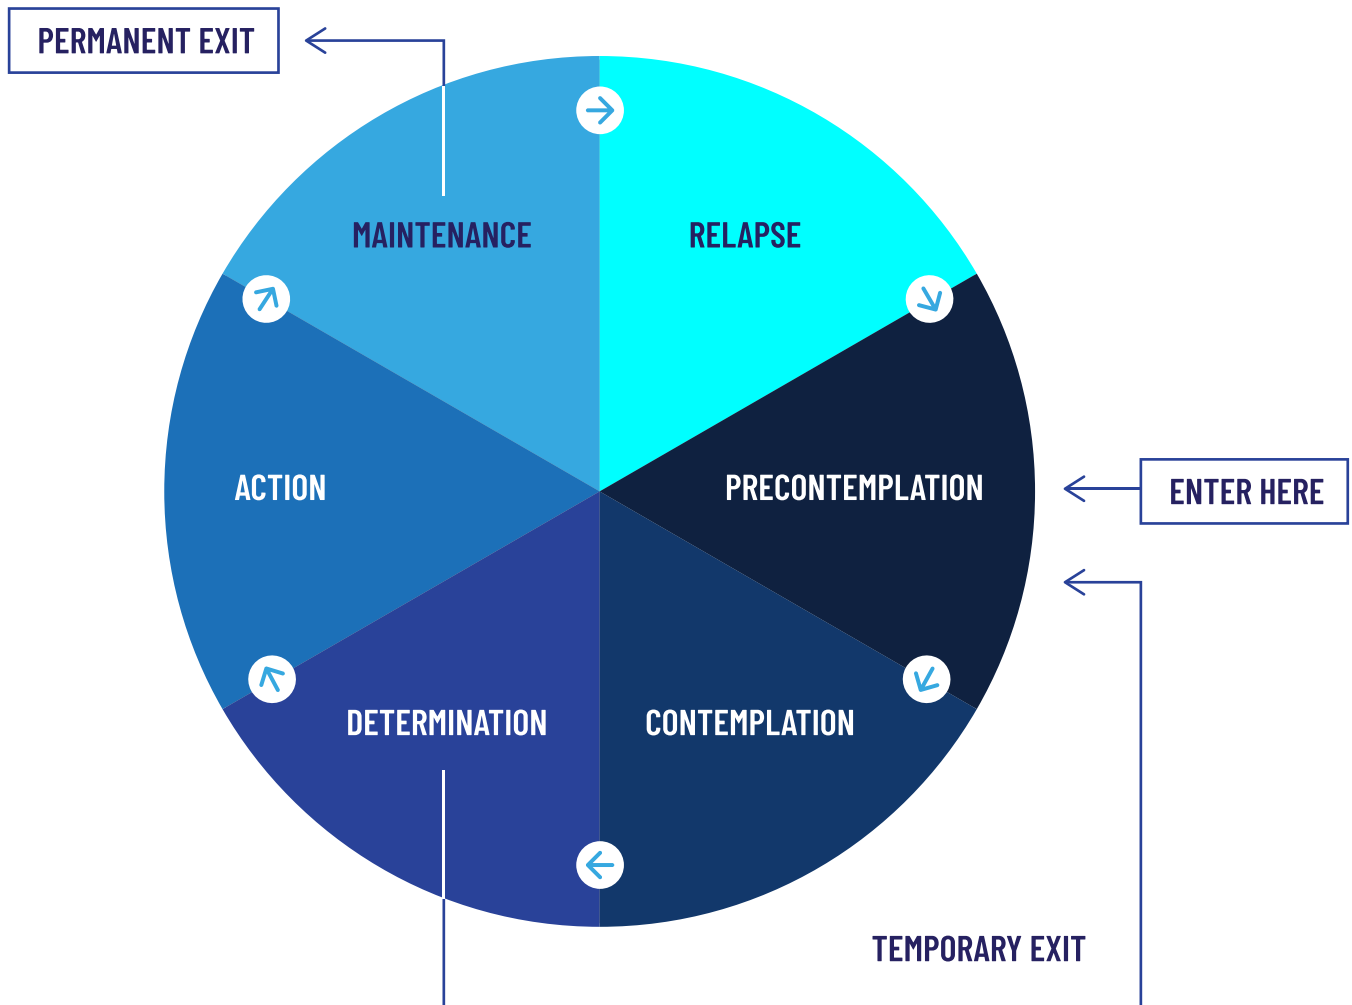 PERMANENT EXIT
MAINTENANCE
RELAPSE
ACTION
PRECONTEMPLATION
ENTER HERE
DETERMINATION
CONTEMPLATION
TEMPORARY EXIT